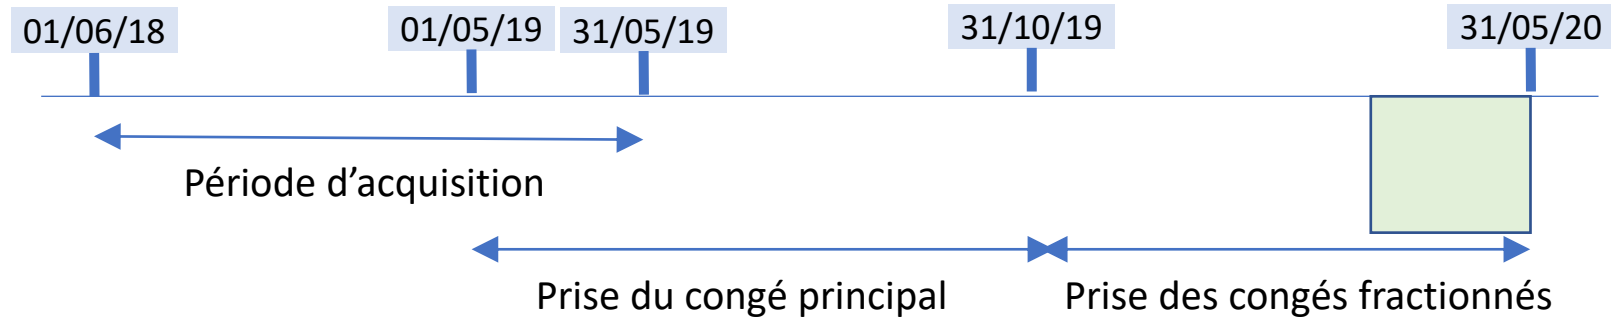 01/06/18
01/05/19
31/05/19
31/10/19
31/05/20
Période d’acquisition
Prise du congé principal
Prise des congés fractionnés